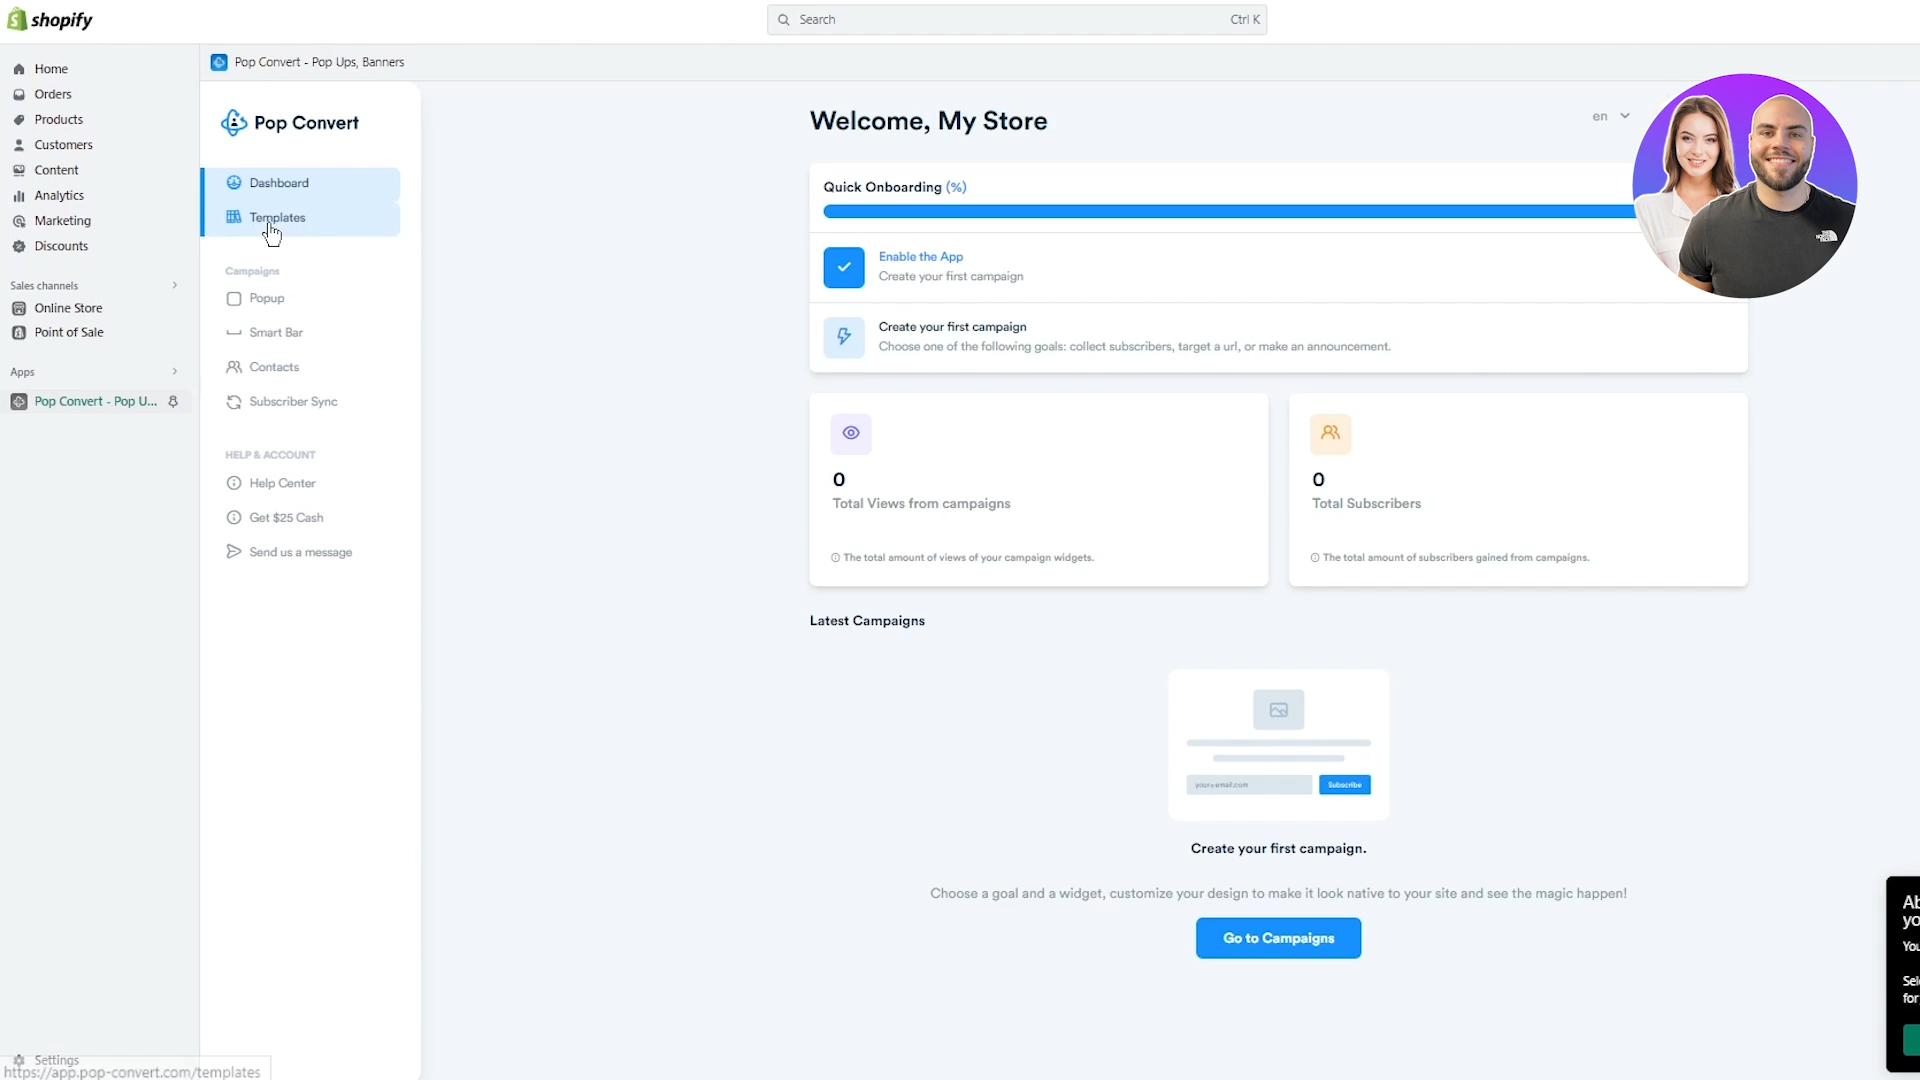 shopify
Search
Ctrl K
Home
Orders
Products
Customers
Content
Analytics
Marketing
Discounts
Sales channels
Online Store
Point of Sale
Apps
Pop Convert - Pop U...
Settings
https://app.pop-convert.com/templates
Pop Convert - Pop Ups, Banners
Pop Convert
Dashboard
Templates
Campaigns
Popup
Smart Bar
Contacts
Subscriber Sync
HELP & ACCOUNT
Help Center
Get $25 Cash
Send us a message
Welcome, My Store
en
Quick Onboarding (%)
Enable the App
Create your first campaign
Create your first campaign
Choose one of the following goals: collect subscribers, target a url, or make an announcement.
0
Total Views from campaigns
The total amount of views of your campaign widgets.
0
Total Subscribers
The total amount of subscribers gained from campaigns.
Latest Campaigns
your@email.com
Subscribe
Create your first campaign.
Choose a goal and a widget, customize your design to make it look native to your site and see the magic happen!
Go to Campaigns
THE NORTH FACE